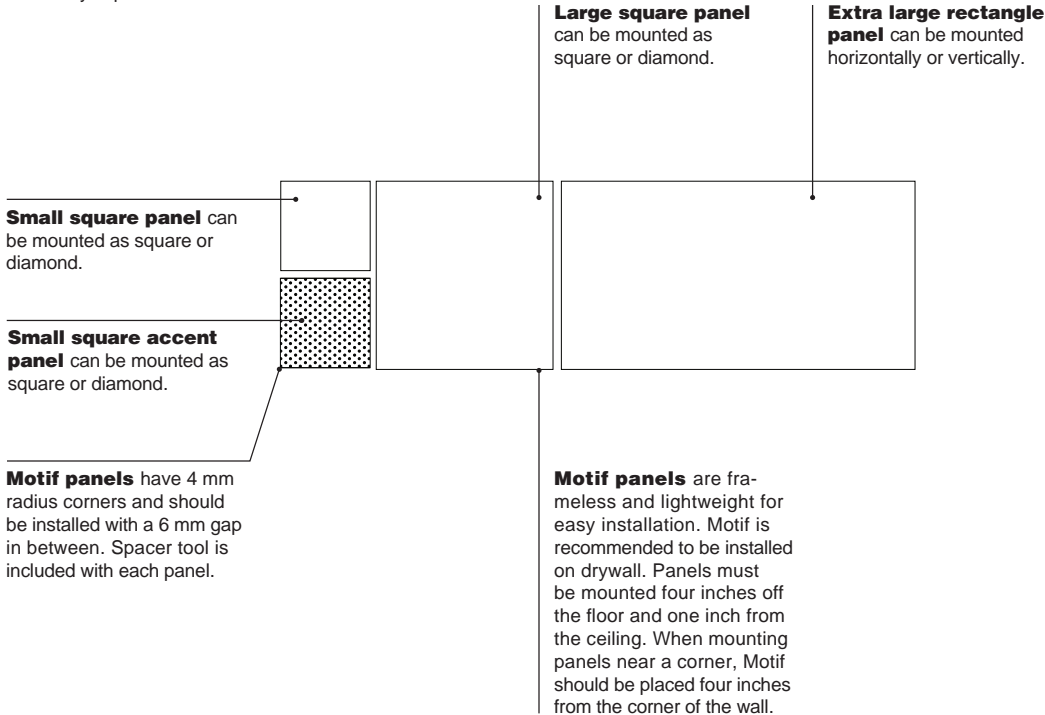 Large square panel
can be mounted as
square or diamond.
Extra large rectangle
panel can be mounted
horizontally or vertically.
Small square panel can
be mounted as square or
diamond.
Small square accent
panel can be mounted as
square or diamond.
Motif panels have 4 mm
radius corners and should
be installed with a 6 mm gap
in between. Spacer tool is
included with each panel.
Motif panels are fra-
meless and lightweight for
easy installation. Motif is
recommended to be installed
on drywall. Panels must
be mounted four inches off
the floor and one inch from
the ceiling. When mounting
panels near a corner, Motif
should be placed four inches
from the corner of the wall.